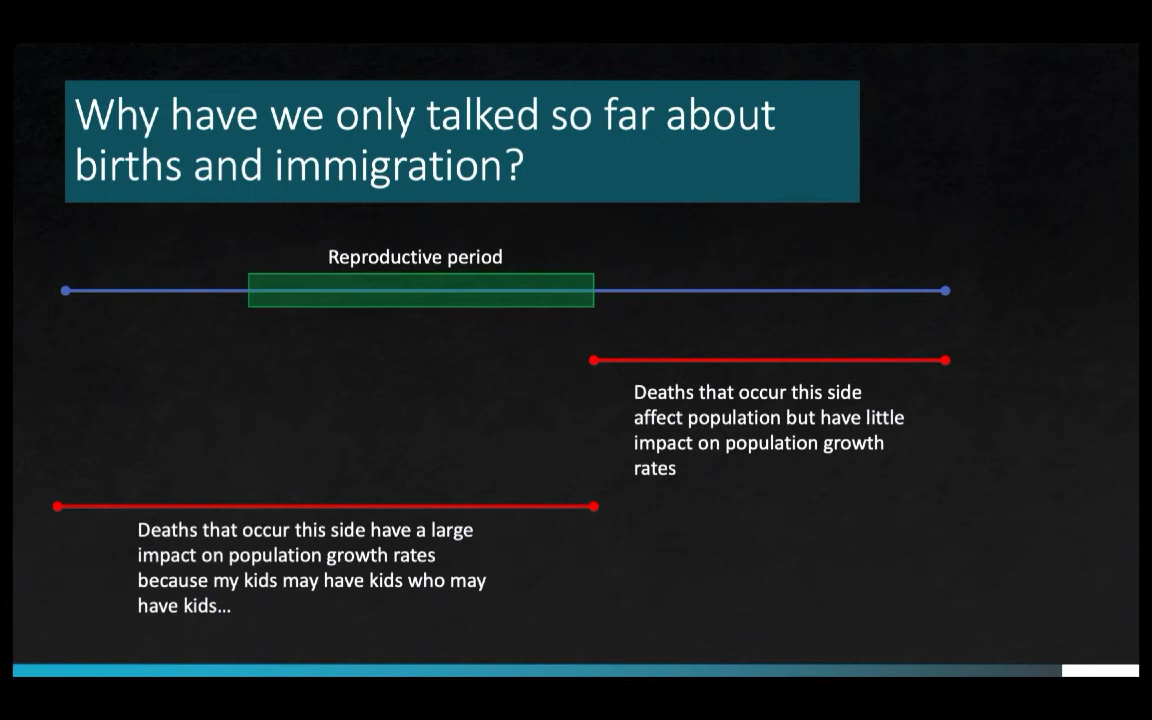 Why have we only talked so far about
births and immigration?
Reproductive period
Deaths that occur this side
affect population but have little
impact on population growth
rates
Deaths that occur this side have a large
impact on population growth rates
because my kids may have kids who may
have kids...